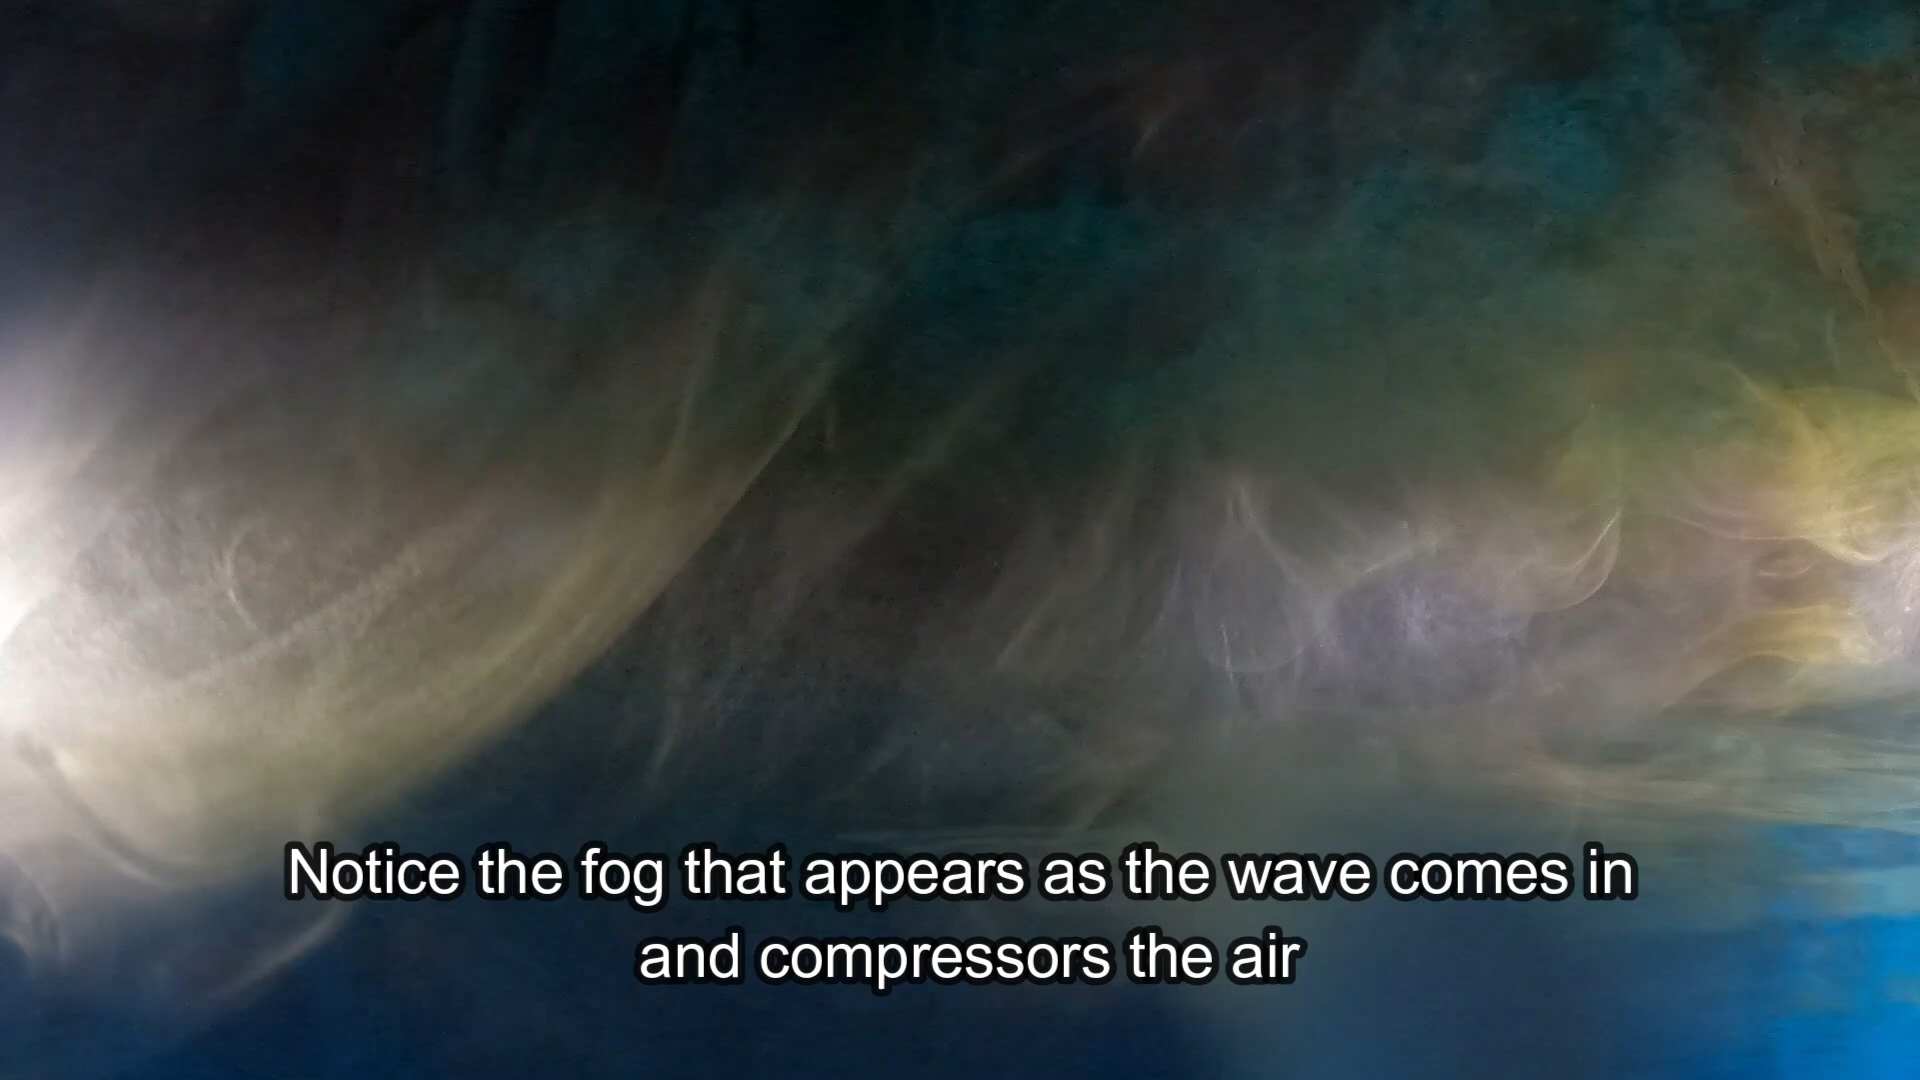 Notice the fog that appears as the wave comes in
and compressors the air